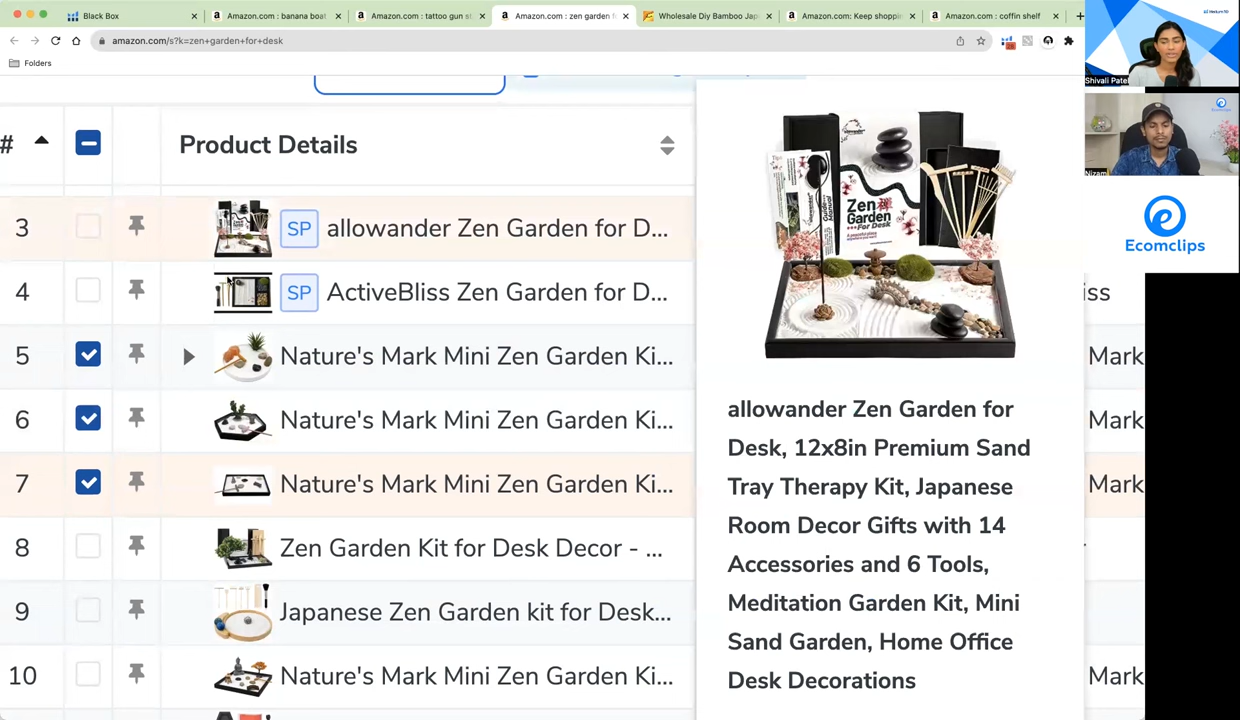 Black Box
Amazon.com : banana boat
Amazon.com : tattoo gun st
Amazon.com : zen garden fo
Wholesale Diy Bamboo Jap
Amazon.com: Keep shoppin
Amazon.com : coffin shelf
amazon.com/s?k=zen+garden+for+desk
Folders
Shivali Patel
Nizam
Ecomclips
# Product Details
3 SP allowander Zen Garden for D...
4 SP ActiveBliss Zen Garden for D... iss
5 Nature's Mark Mini Zen Garden Ki... Mark
6 Nature's Mark Mini Zen Garden Ki... Mark
7 Nature's Mark Mini Zen Garden Ki... Mark
8 Zen Garden Kit for Desk Decor - ...
9 Japanese Zen Garden kit for Desk...
10 Nature's Mark Mini Zen Garden Ki... Mark
Zen
Garden
For Desk
allowander Zen Garden for
Desk, 12x8in Premium Sand
Tray Therapy Kit, Japanese
Room Decor Gifts with 14
Accessories and 6 Tools,
Meditation Garden Kit, Mini
Sand Garden, Home Office
Desk Decorations